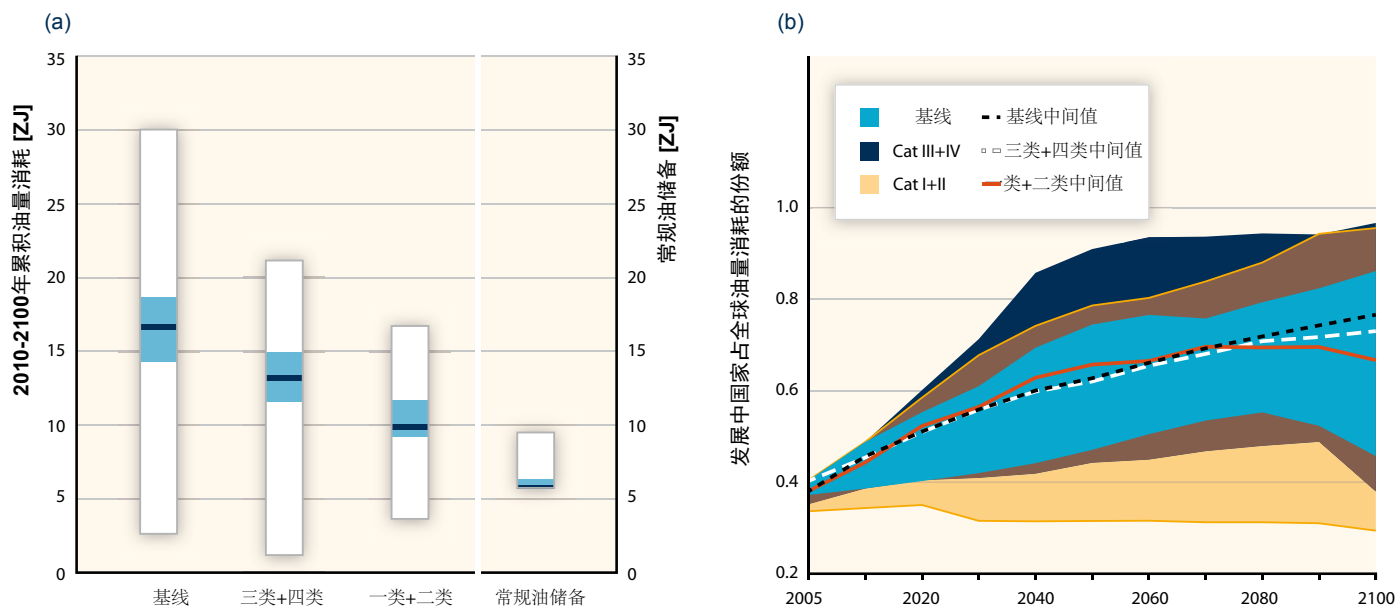 (a)
2010-2100年累积油量消耗 [ZJ]
35
30
25
20
15
10
5
0
基线
三类+四类
一类+二类
常规油储备
35
30
25
20
15
10
5
0
常规油储备 [ZJ]
(b)
发展中国家占全球油量消耗的份额
基线
基线中间值
Cat III+IV
三类+四类中间值
Cat I+II
类+二类中间值
1.0
0.8
0.6
0.4
0.2
2005
2020
2040
2060
2080
2100